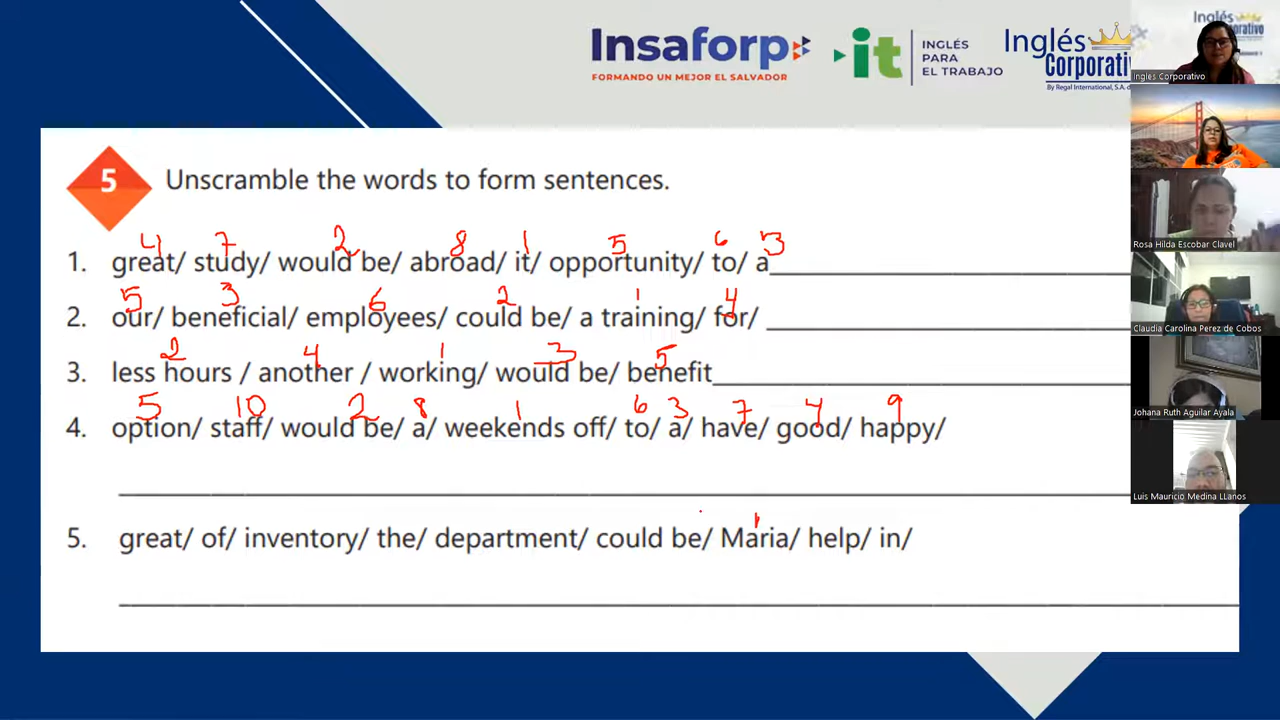 Insaforp
FORMANDO UN MEJOR EL SALVADOR
it
INGLÉS
PARA
EL TRABAJO
Inglés
Corporativ
By Regal International, S.A. d
Inglés Corporativo
Rosa Hilda Escobar Clavel
Claudia Carolina Perez de Cobos
Johana Ruth Aguilar Ayala
Luis Mauricio Medina LLanos
5 Unscramble the words to form sentences.
4 7 2 8 1 5 6 3
1. great/ study/ would be/ abroad/ it/ opportunity/ to/ a
5 3 6 2 1 4
2. our/ beneficial/ employees/ could be/ a training/ for/
2 4 1 3 5
3. less hours / another / working/ would be/ benefit
5 10 2 8 1 6 3 7 4 9
4. option/ staff/ would be/ a/ weekends off/ to/ a/ have/ good/ happy/
1
5. great/ of/ inventory/ the/ department/ could be/ Maria/ help/ in/